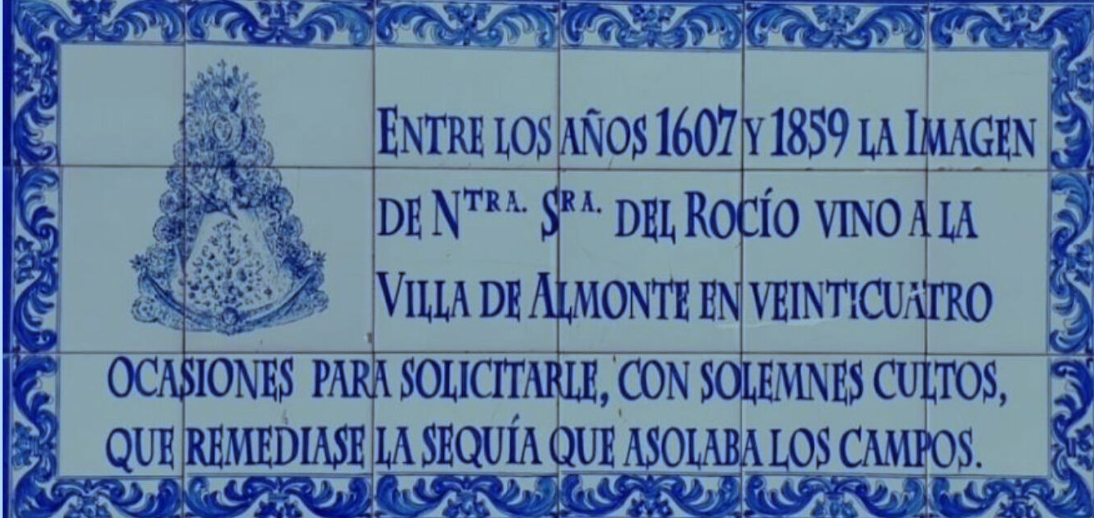 ENTRE LOS AÑOS 1607 Y 1859 LA IMAGEN
DE NTRA. SRA. DEL ROCÍO VINO A LA
VILLA DE ALMONTE EN VEINTICUATRO
OCASIONES PARA SOLICITARLE, CON SOLEMNES CULTOS,
QUE REMEDIASE LA SEQUÍA QUE ASOLABA LOS CAMPOS.